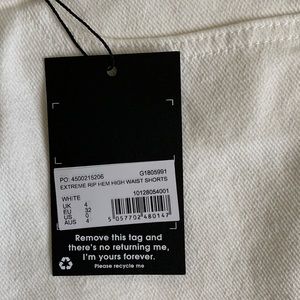 PO: 4500215206 G1805991
EXTREME RIP HEM HIGH WAIST SHORTS
WHITE 10128054001
UK 4
EU 32
US 0
AUS 4
5 057702 480147
Remove this tag and
there's no returning me,
I'm yours forever.
Please recycle me